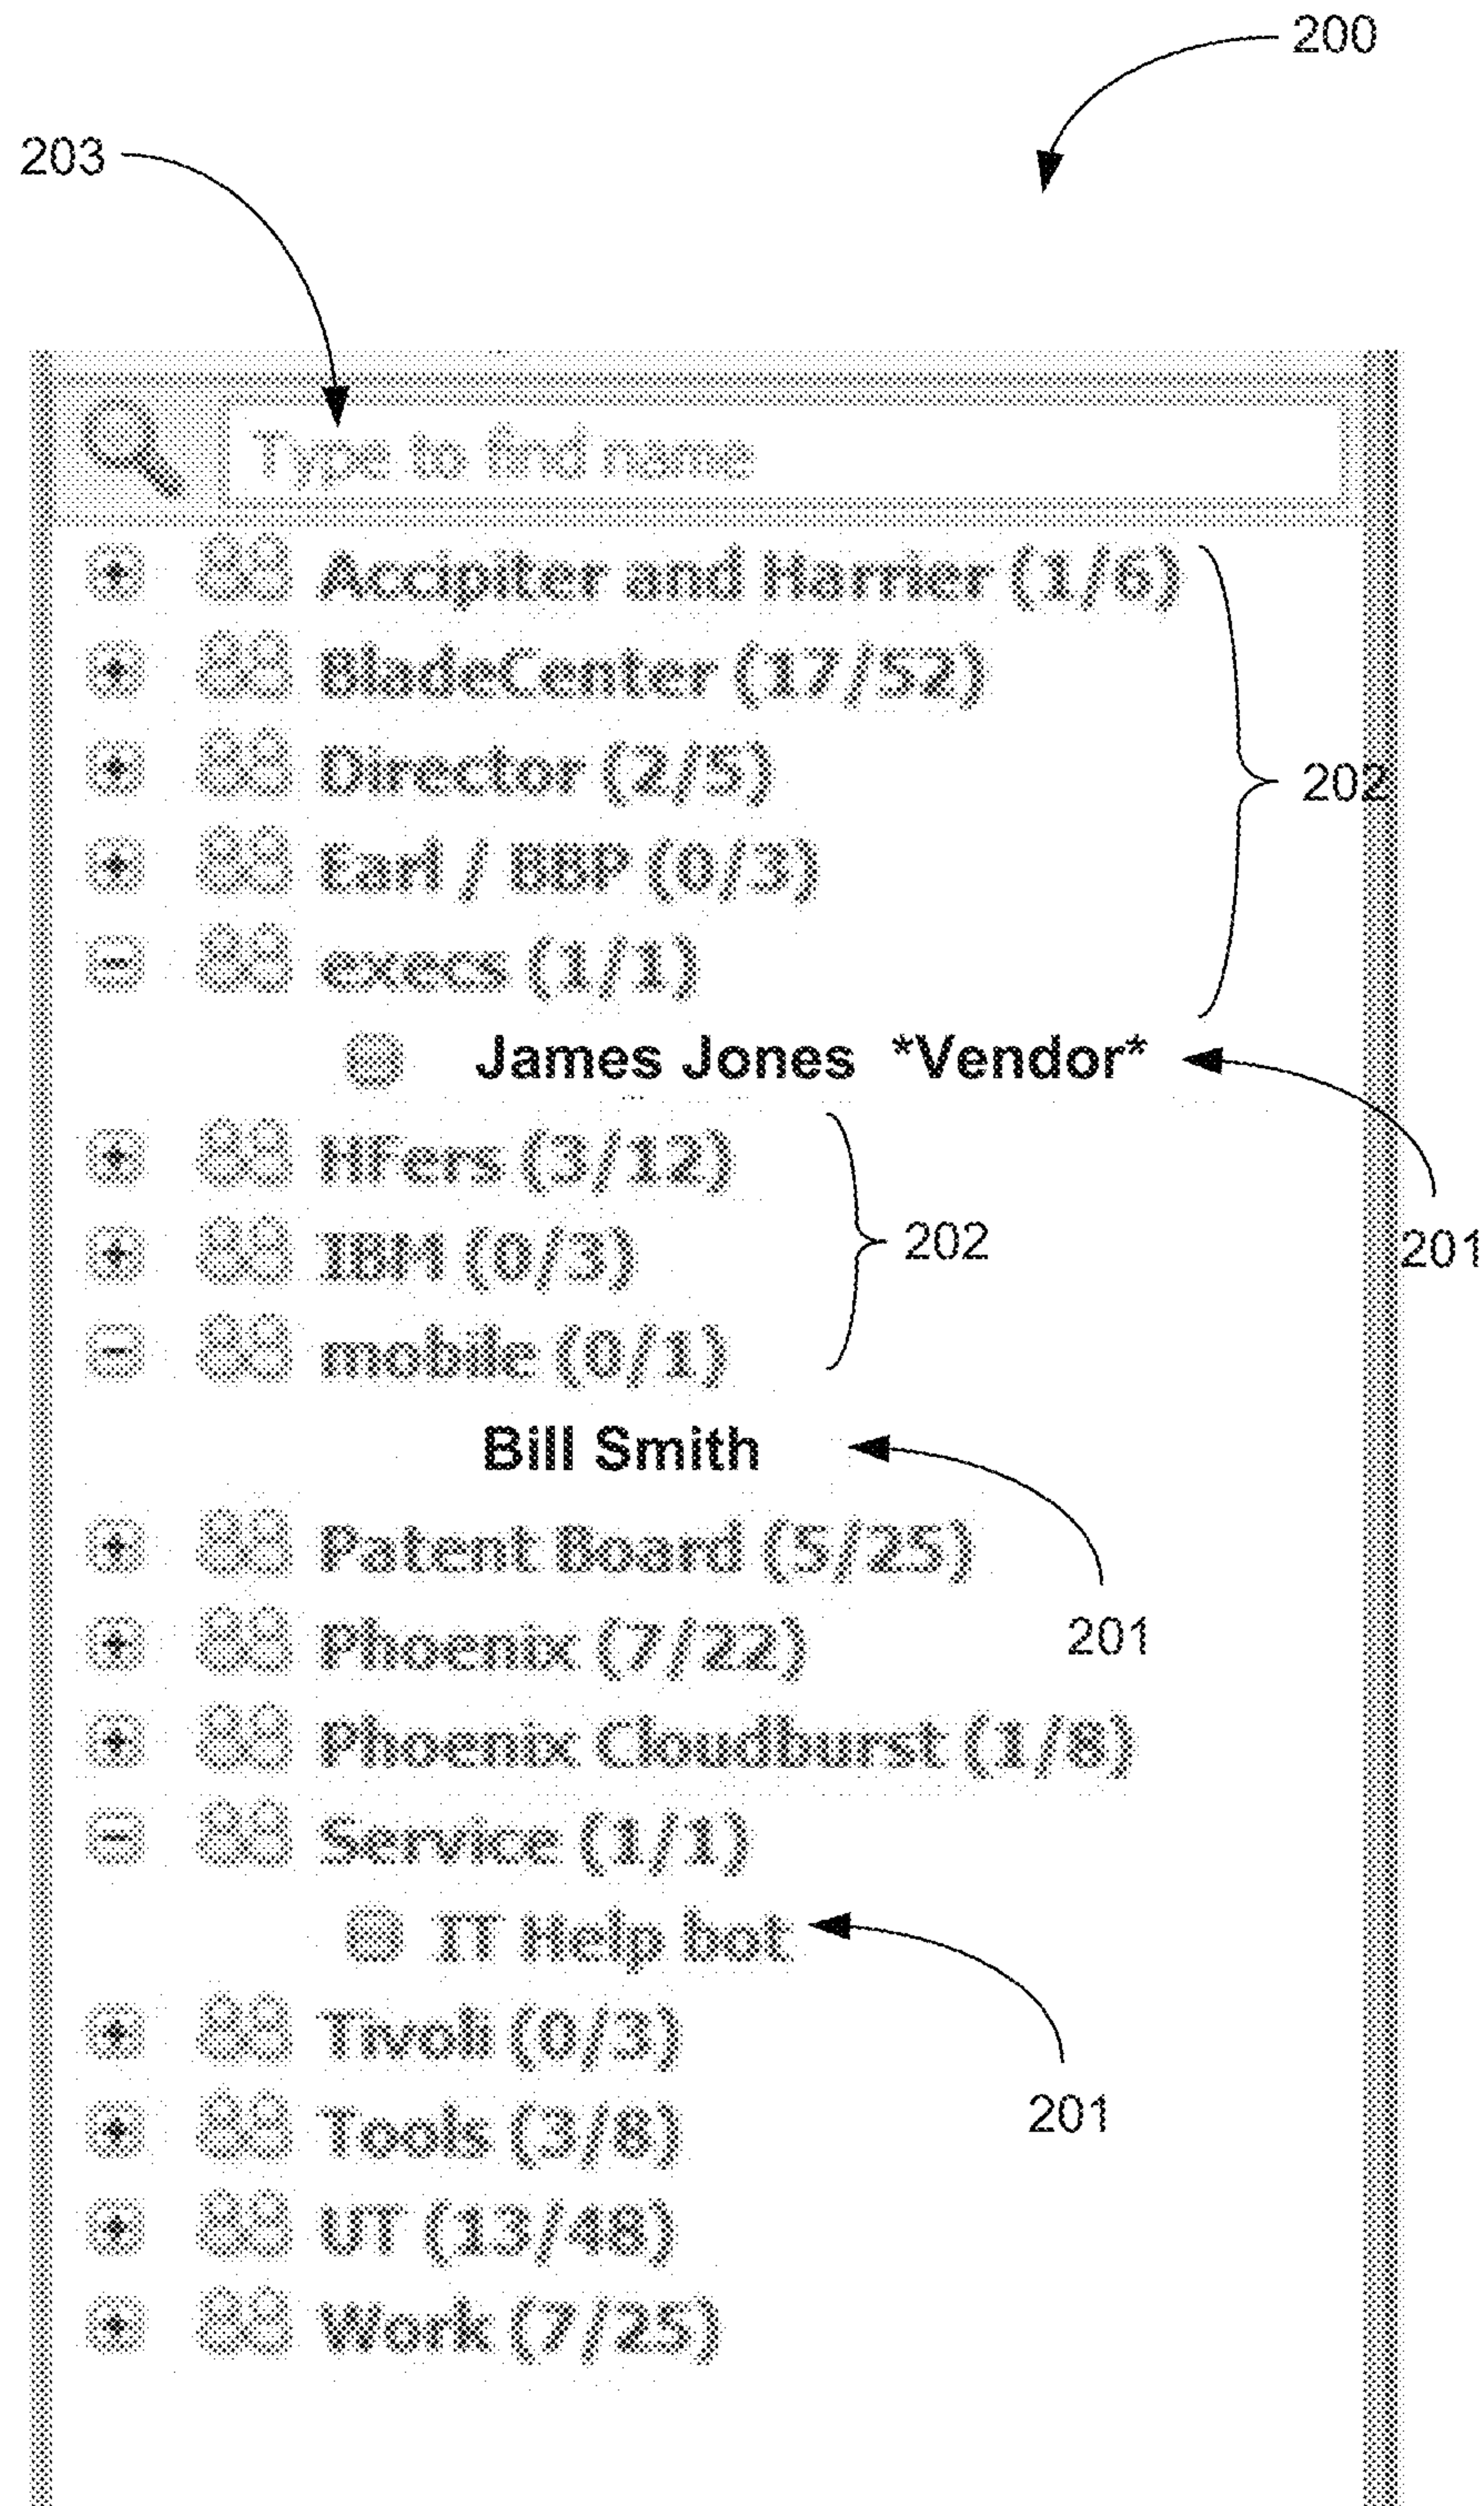 200
203
Type to find name
Accipiter and Harrier (1/6)
BladeCenter (17/52)
Director (2/5)
202
Earl / BBP (0/3)
execs (1/1)
James Jones *Vendor*
HFers (3/12)
202
201
IBM (0/3)
mobile (0/1)
Bill Smith
Patent Board (5/25)
201
Phoenix (7/22)
Phoenix Cloudburst (1/8)
Service (1/1)
IT Help bot
Tivoli (0/3)
201
Tools (3/8)
UT (13/48)
Work (7/25)